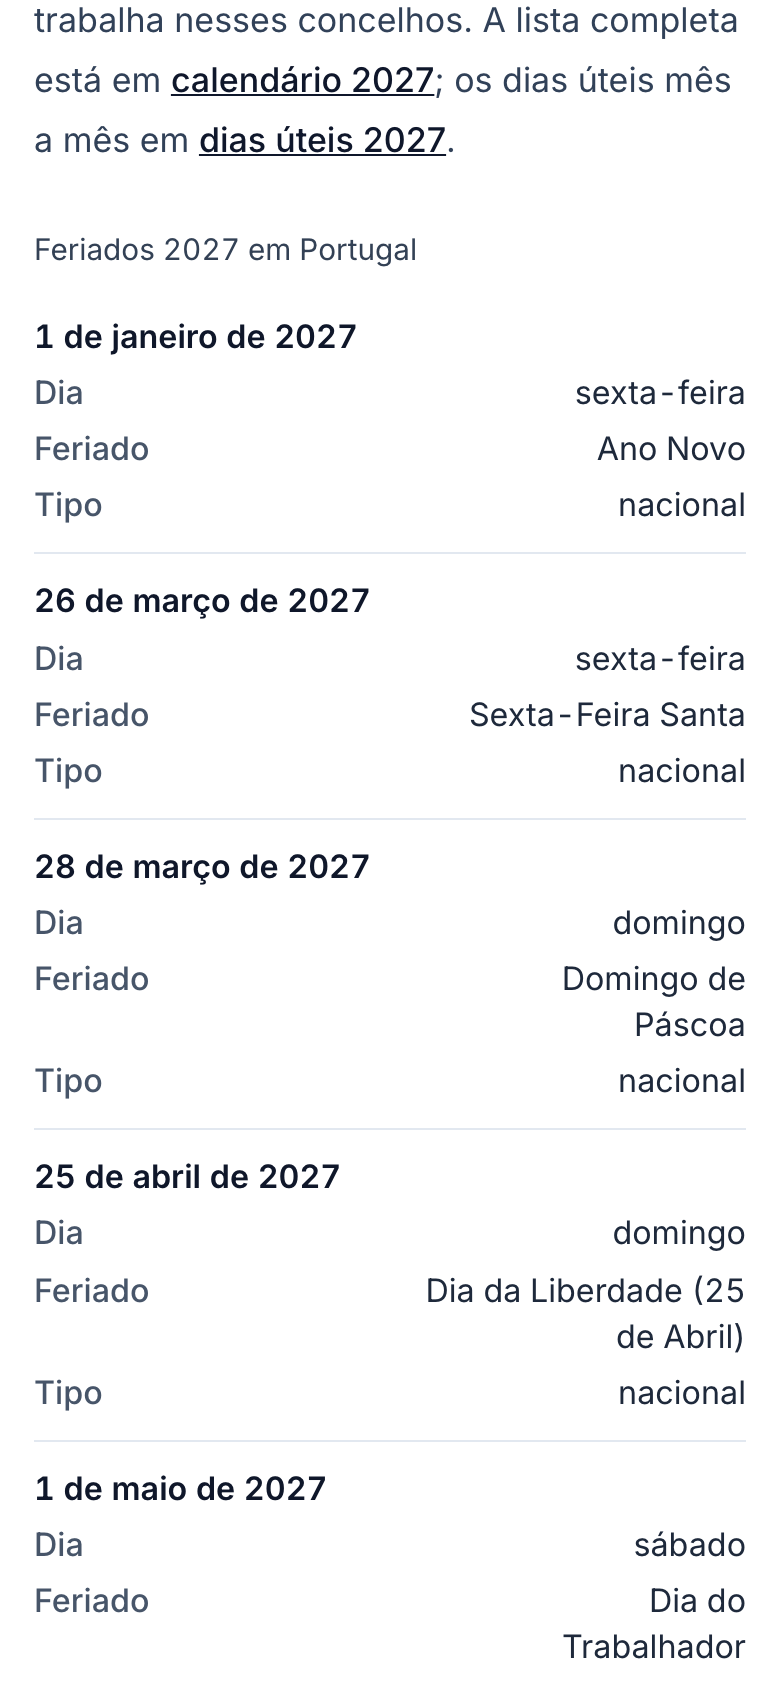 trabalha nesses concelhos. A lista completa
está em calendário 2027; os dias úteis mês
a mês em dias úteis 2027.
Feriados 2027 em Portugal
1 de janeiro de 2027
Dia sexta-feira
Feriado Ano Novo
Tipo nacional
26 de março de 2027
Dia sexta-feira
Feriado Sexta-Feira Santa
Tipo nacional
28 de março de 2027
Dia domingo
Feriado Domingo de
Páscoa
Tipo nacional
25 de abril de 2027
Dia domingo
Feriado Dia da Liberdade (25
de Abril)
Tipo nacional
1 de maio de 2027
Dia sábado
Feriado Dia do
Trabalhador